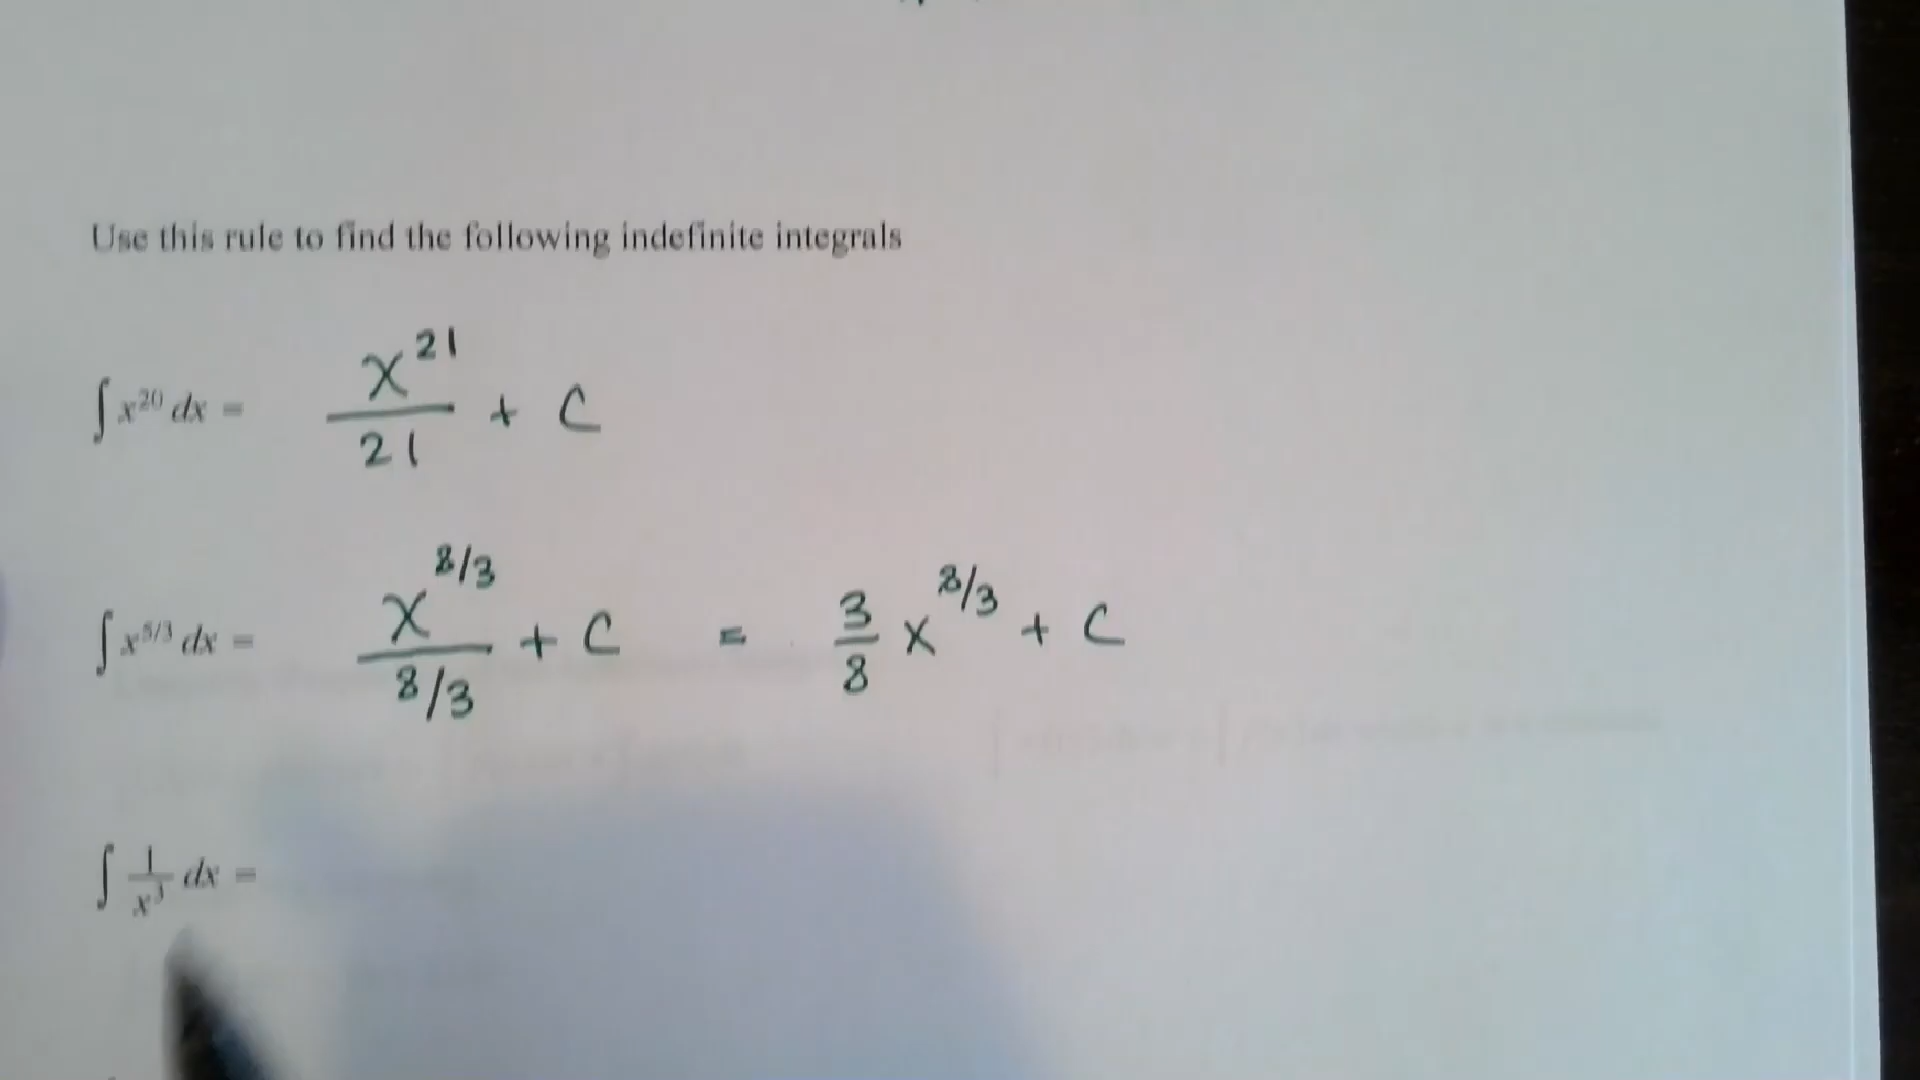 Use this rule to find the following indefinite integrals
∫ x^20 dx = x^21/21 + C
∫ x^5/3 dx = x^8/3/(8/3) + C = 3/8 x^8/3 + C
∫ 1/x^3 dx =